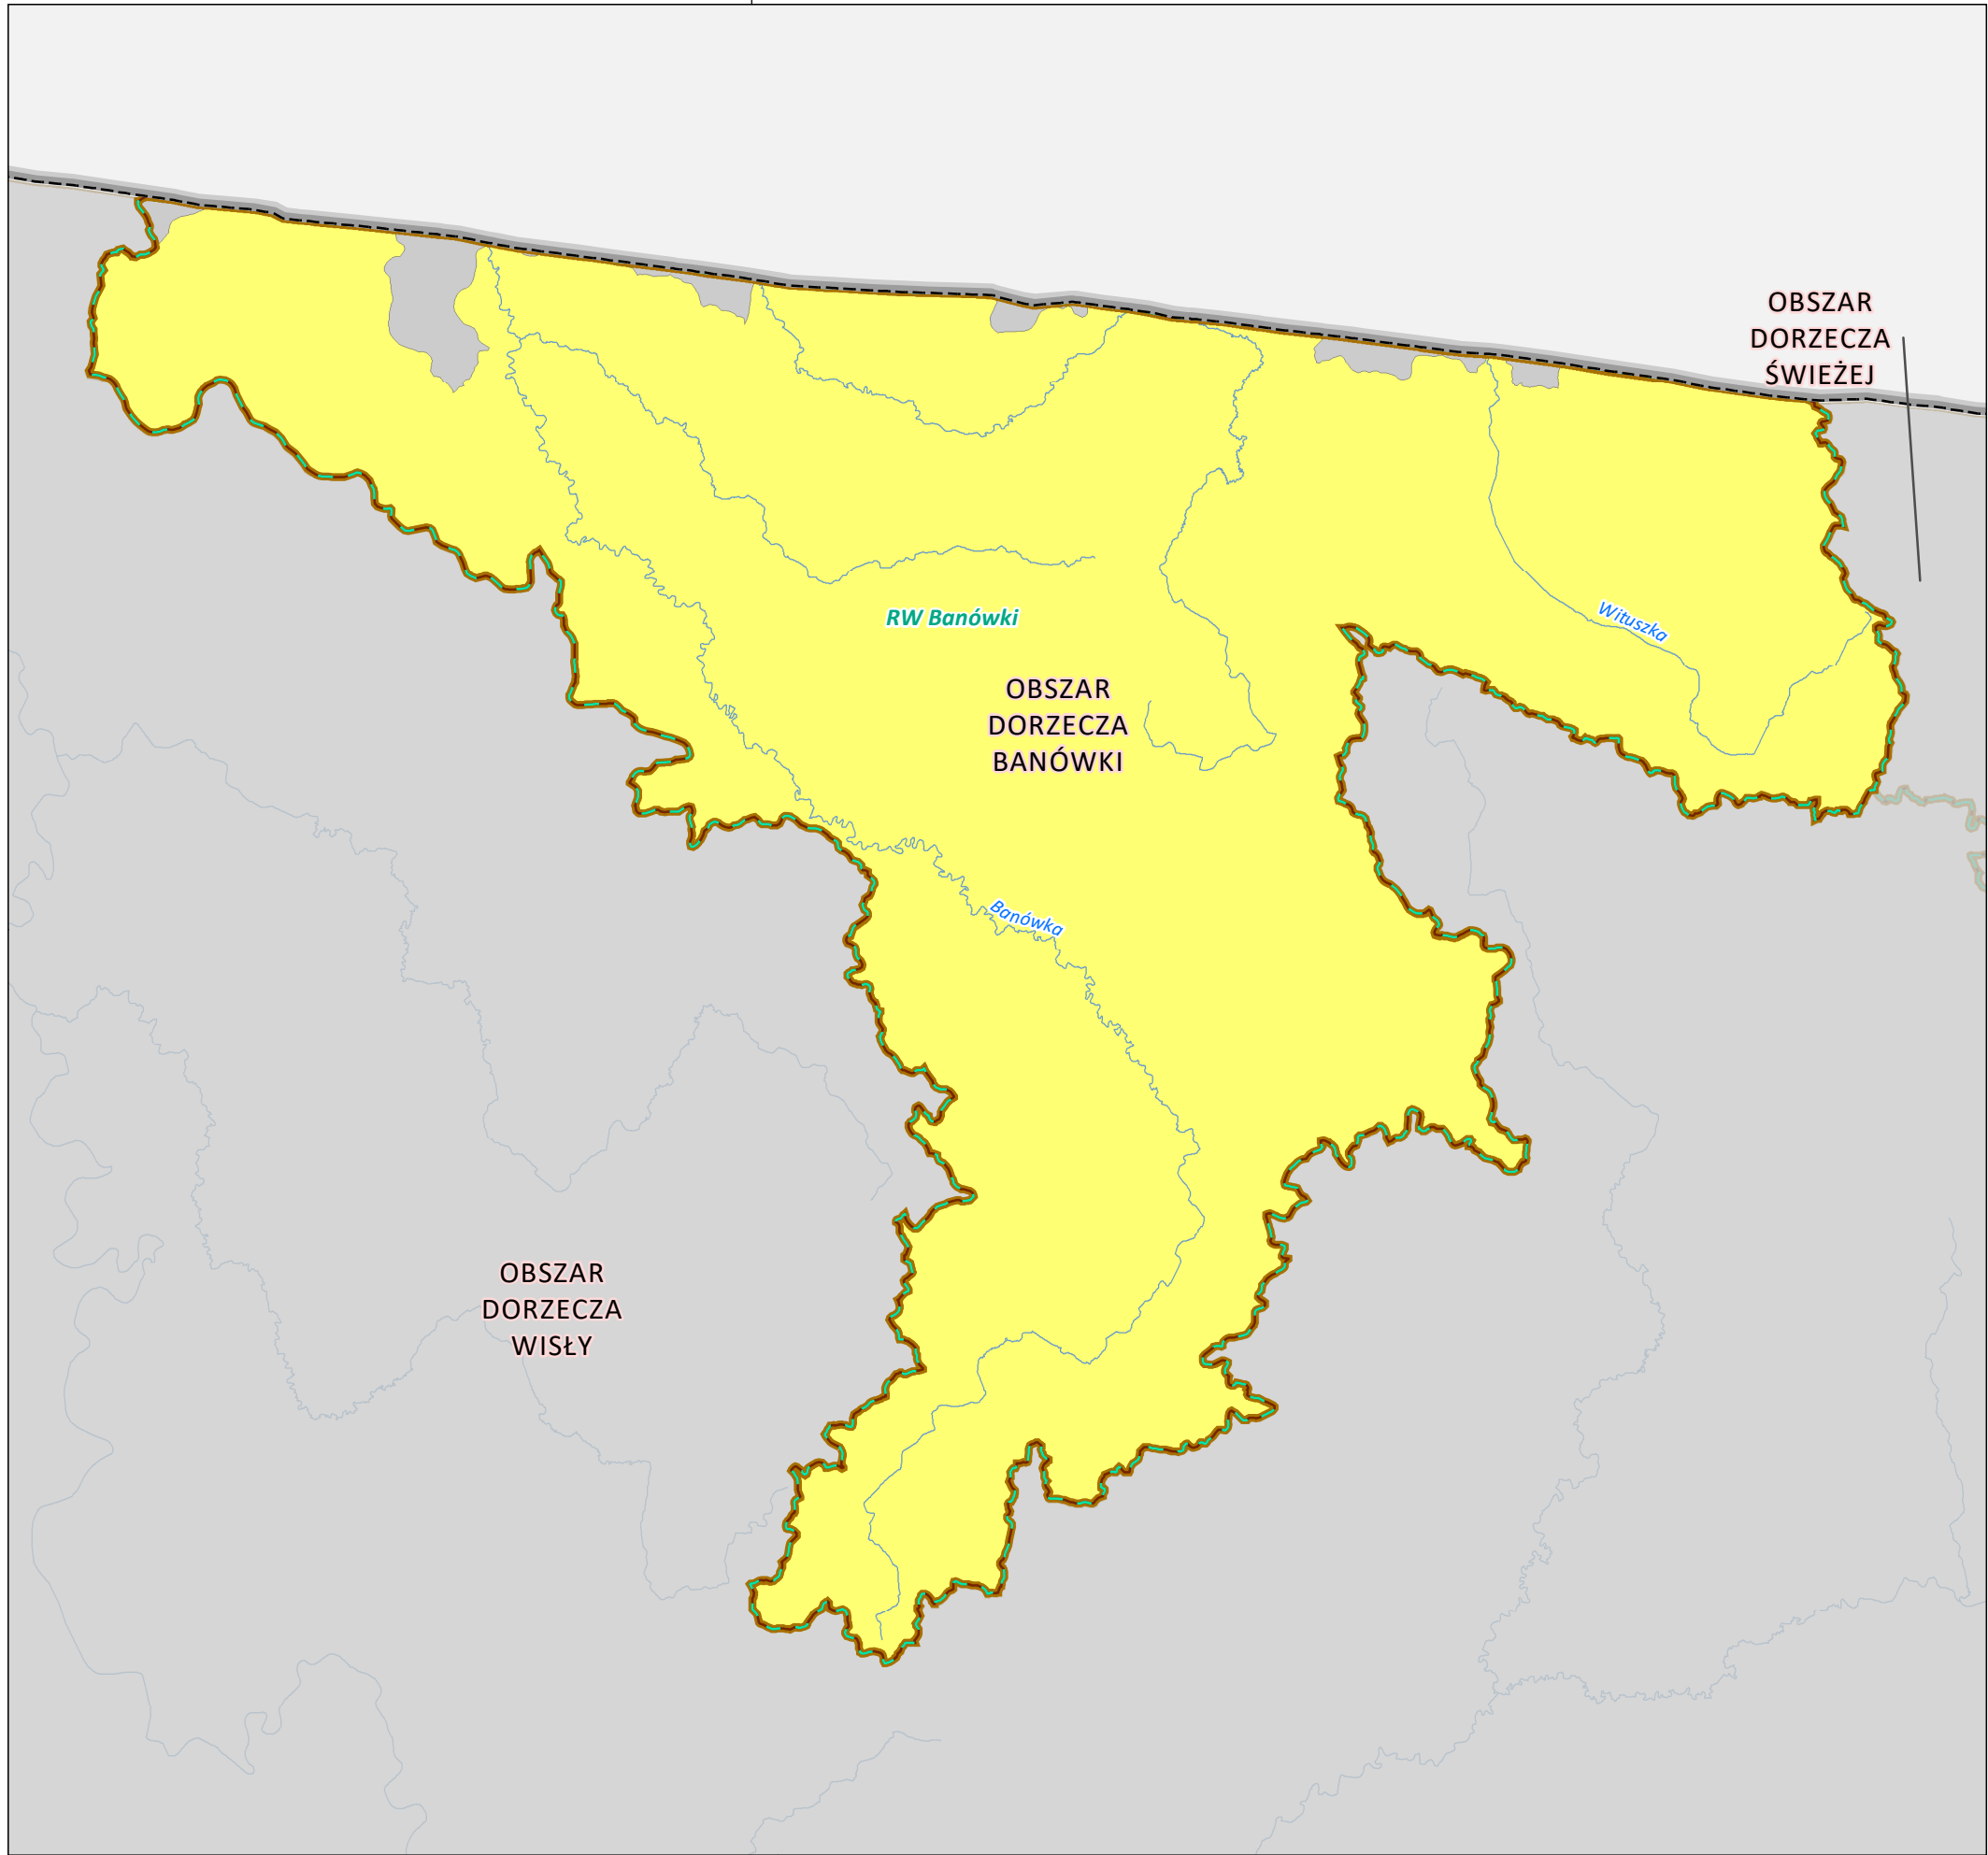 OBSZAR
DORZECZA
ŚWIEŻEJ
Wituszka
RW Banówki
OBSZAR
DORZECZA
BANÓWKI
Banówka
OBSZAR
DORZECZA
WISŁY